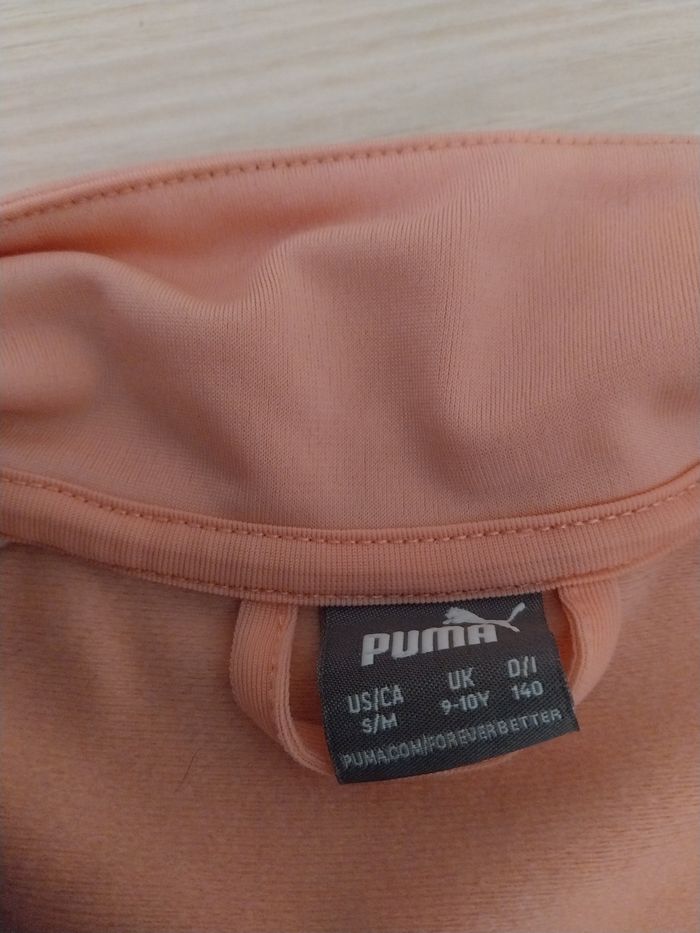 PUMA
US/CA UK D/I
S/M 9-10Y 140
PUMA.COM/FOREVERBETTER